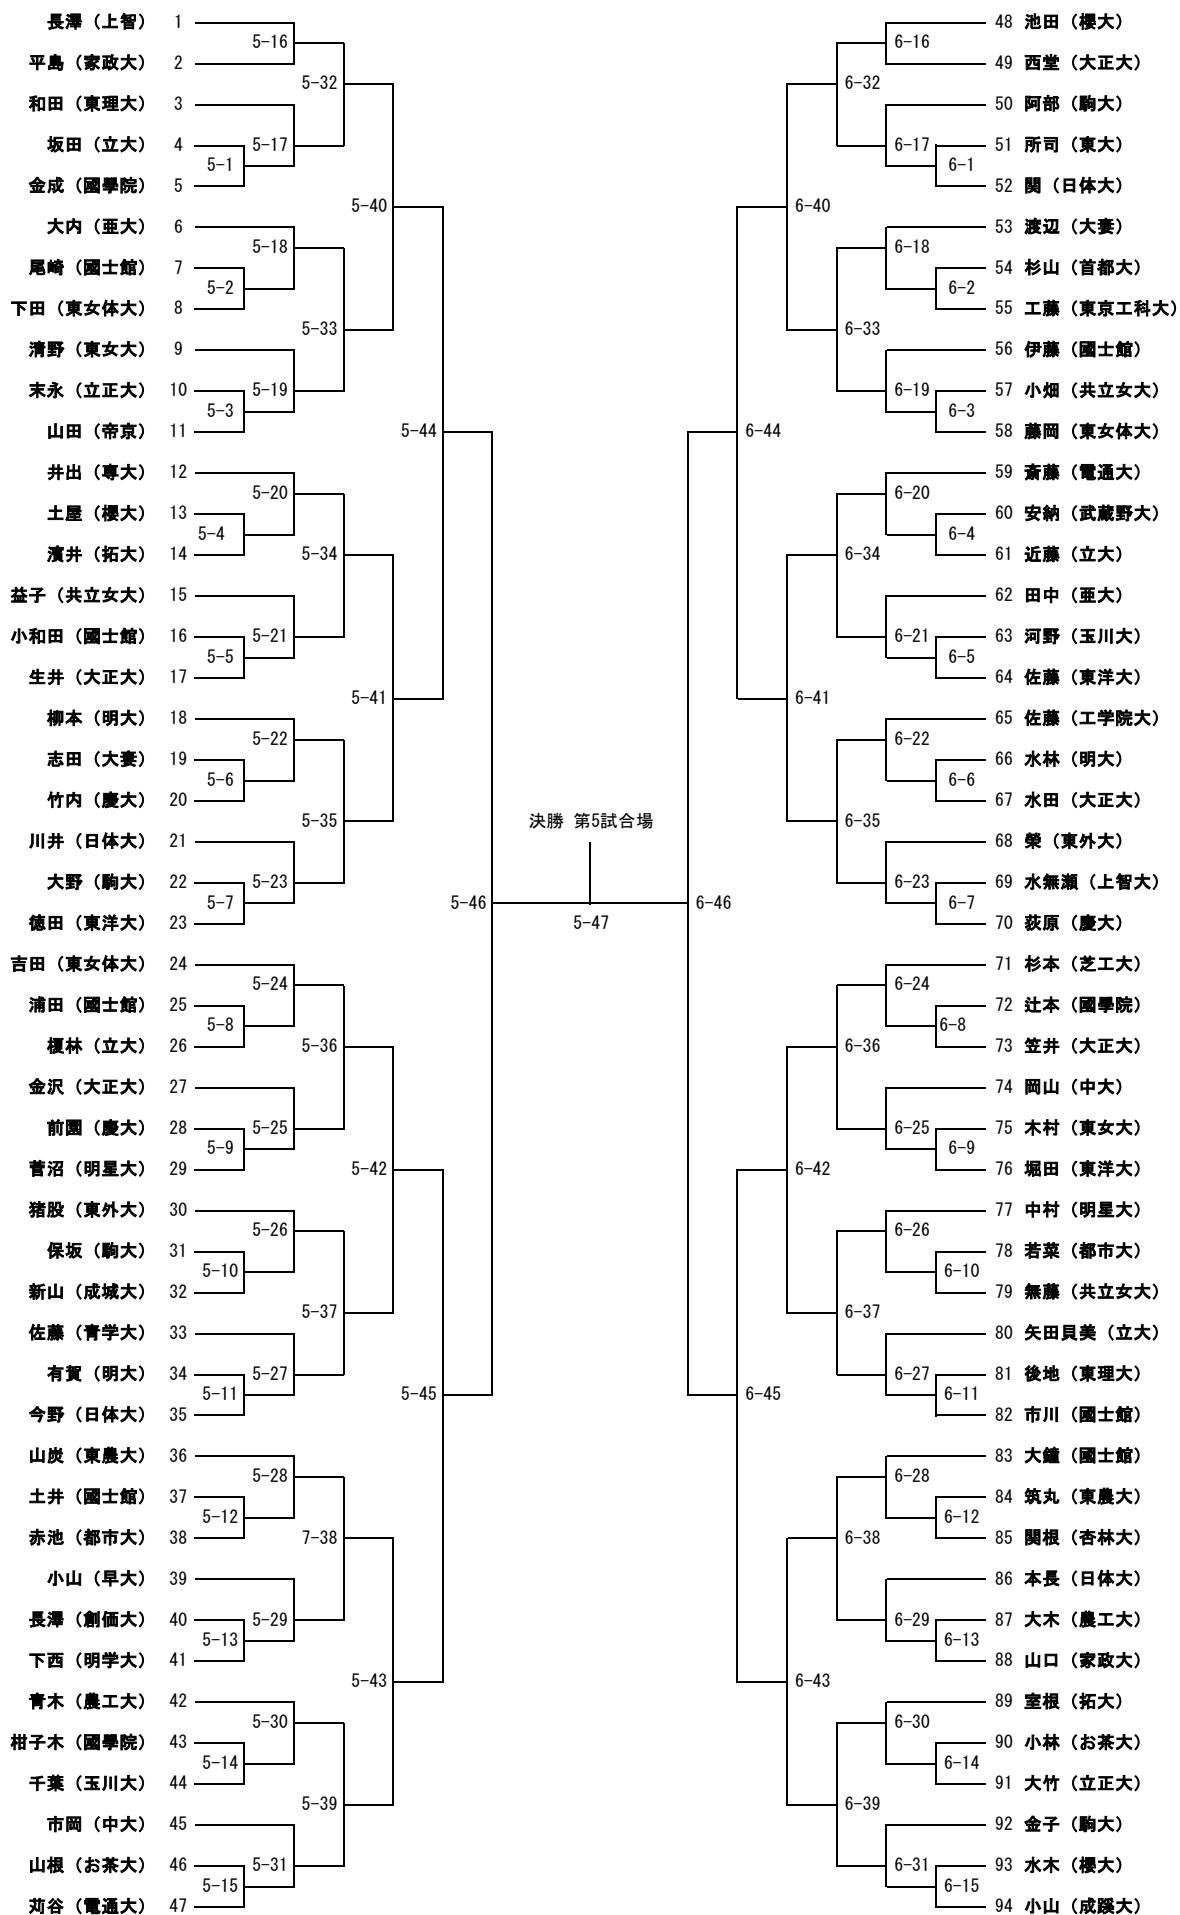 長澤（上智） 1
5-16
平島（家政大） 2
5-32
和田（東理大） 3
坂田（立大） 4
5-17
5-1
金成（國學院） 5
5-40
大内（亜大） 6
5-18
尾崎（國士館） 7
5-2
下田（東女体大） 8
5-33
清野（東女大） 9
末永（立正大） 10
5-19
5-3
山田（帝京） 11
5-44
井出（専大） 12
5-20
土屋（櫻大） 13
5-4
濱井（拓大） 14
5-34
益子（共立女大） 15
小和田（國士館） 16
5-21
5-5
生井（大正大） 17
5-41
柳本（明大） 18
5-22
志田（大妻） 19
5-6
竹内（慶大） 20
5-35
川井（日体大） 21
大野（駒大） 22
5-23
5-7
5-46
徳田（東洋大） 23
吉田（東女体大） 24
5-24
浦田（國士館） 25
5-8
榎林（立大） 26
5-36
金沢（大正大） 27
前園（慶大） 28
5-25
5-9
菅沼（明星大） 29
5-42
猪股（東外大） 30
5-26
保坂（駒大） 31
5-10
新山（成城大） 32
5-37
佐藤（青学大） 33
有賀（明大） 34
5-27
5-11
5-45
今野（日体大） 35
山炭（東農大） 36
5-28
土井（國士館） 37
5-12
赤池（都市大） 38
7-38
小山（早大） 39
長澤（創価大） 40
5-29
5-13
下西（明学大） 41
5-43
青木（農工大） 42
5-30
柑子木（國學院） 43
5-14
千葉（玉川大） 44
5-39
市岡（中大） 45
山根（お茶大） 46
5-31
5-15
苅谷（電通大） 47
決勝 第5試合場
5-47
48 池田（櫻大）
6-16
49 西堂（大正大）
6-32
50 阿部（駒大）
51 所司（東大）
6-17
6-1
52 関（日体大）
6-40
53 渡辺（大妻）
6-18
54 杉山（首都大）
6-2
55 工藤（東京工科大）
6-33
56 伊藤（國士館）
57 小畑（共立女大）
6-19
6-3
58 藤岡（東女体大）
6-44
59 斎藤（電通大）
6-20
60 安納（武蔵野大）
6-4
61 近藤（立大）
6-34
62 田中（亜大）
63 河野（玉川大）
6-21
6-5
64 佐藤（東洋大）
6-41
65 佐藤（工学院大）
6-22
66 水林（明大）
6-6
67 水田（大正大）
6-35
68 榮（東外大）
69 水無瀬（上智大）
6-23
6-7
6-46
70 荻原（慶大）
71 杉本（芝工大）
6-24
72 辻本（國學院）
6-8
73 笠井（大正大）
6-36
74 岡山（中大）
75 木村（東女大）
6-25
6-9
76 堀田（東洋大）
6-42
77 中村（明星大）
6-26
78 若菜（都市大）
6-10
79 無藤（共立女大）
6-37
80 矢田貝美（立大）
81 後地（東理大）
6-27
6-11
6-45
82 市川（國士館）
83 大鐘（國士館）
6-28
84 筑丸（東農大）
6-12
85 関根（杏林大）
6-38
86 本長（日体大）
87 大木（農工大）
6-29
6-13
88 山口（家政大）
6-43
89 室根（拓大）
6-30
90 小林（お茶大）
6-14
91 大竹（立正大）
6-39
92 金子（駒大）
93 水木（櫻大）
6-31
6-15
94 小山（成蹊大）